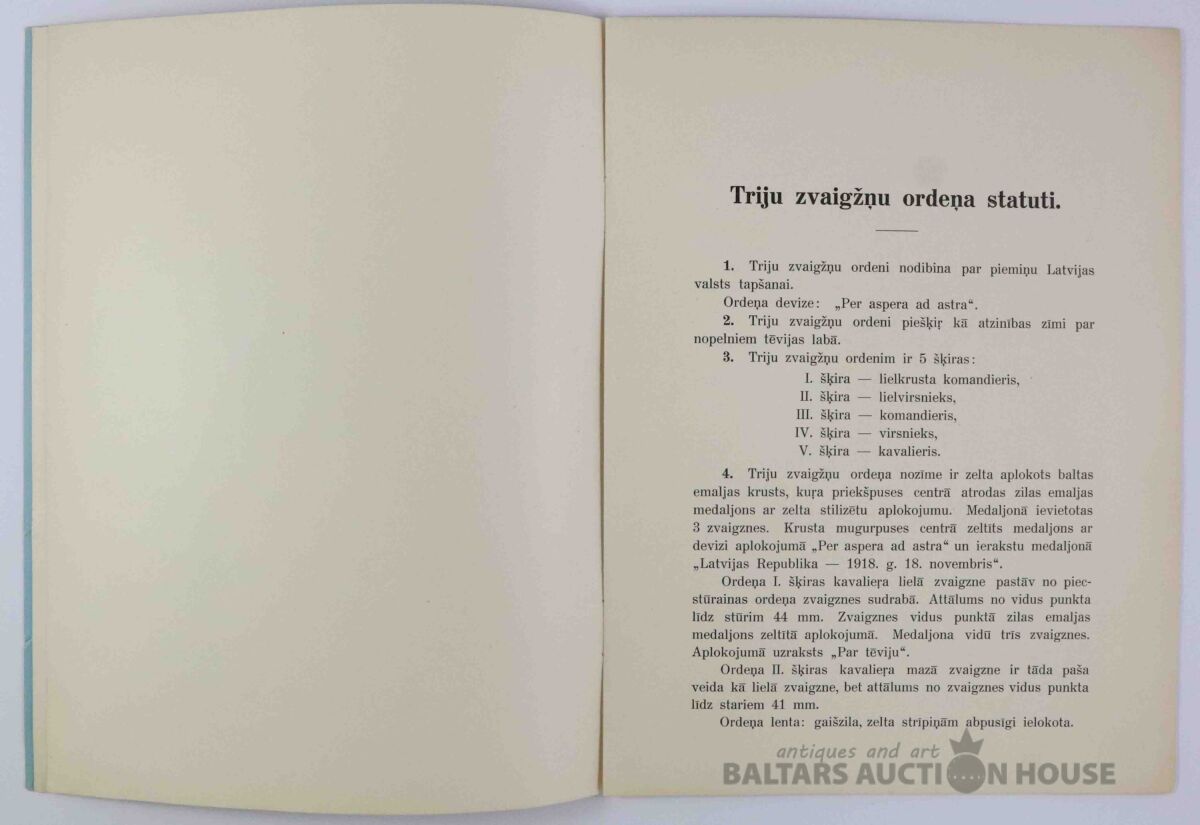 Triju zvaigžņu ordeņa statuti.
1. Triju zvaigžņu ordeni nodibina par piemiņu Latvijas
valsts tapšanai.
Ordeņa devize: „Per aspera ad astra“.
2. Triju zvaigžņu ordeni piešķiŗ kā atzinības zīmi par
nopelniem tēvijas labā.
3. Triju zvaigžņu ordenim ir 5 šķiras:
I. šķira — lielkrusta komandieris,
II. šķira — lielvirsnieks,
III. šķira — komandieris,
IV. šķira — virsnieks,
V. šķira — kavalieris.
4. Triju zvaigžņu ordeņa nozīme ir zelta aplokots baltas
emaljas krusts, kuŗa priekšpuses centrā atrodas zilas emaljas
medaljons ar zelta stilizētu aplokojumu. Medaljonā ievietotas
3 zvaigznes. Krusta mugurpuses centrā zeltīts medaljons ar
devizi aplokojumā „Per aspera ad astra“ un ierakstu medaljonā
„Latvijas Republika — 1918. g. 18. novembris“.
Ordeņa I. šķiras kavalieŗa lielā zvaigzne pastāv no piec-
stūrainas ordeņa zvaigznes sudrabā. Attālums no vidus punkta
līdz stūrim 44 mm. Zvaigznes vidus punktā zilas emaljas
medaljons zeltītā aplokojumā. Medaljona vidū trīs zvaigznes.
Aplokojumā uzraksts „Par tēviju“.
Ordeņa II. šķiras kavalieŗa mazā zvaigzne ir tāda paša
veida kā lielā zvaigzne, bet attālums no zvaigznes vidus punkta
līdz stariem 41 mm.
Ordeņa lenta: gaišzila, zelta strīpiņām abpusīgi ielokota.
antiques and art
BALTARS AUCTION HOUSE